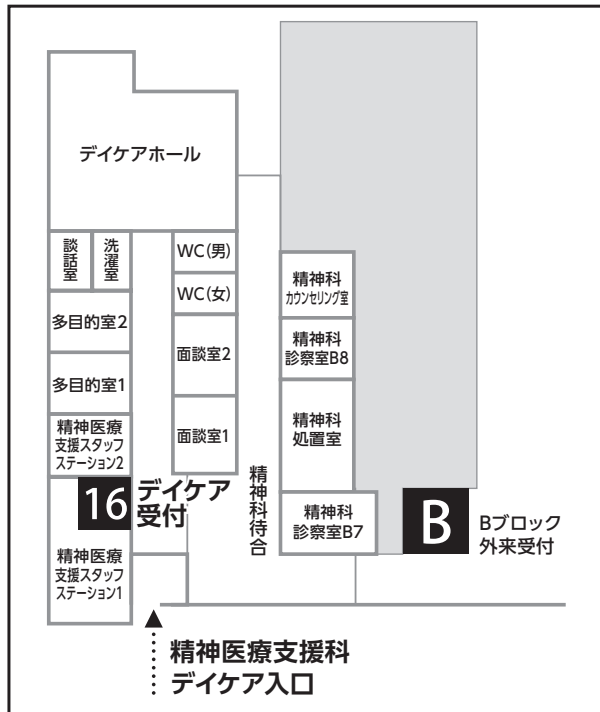 デイケアホール
談話室
洗濯室
WC(男)
WC(女)
多目的室2
面談室2
多目的室1
面談室1
精神医療
支援スタッフ
ステーション2
16
デイケア
受付
精神医療
支援スタッフ
ステーション1
精神科待合
精神科
カウンセリング室
精神科
診察室B8
精神科
処置室
精神科
診察室B7
B
Bブロック
外来受付
精神医療支援科
デイケア入口